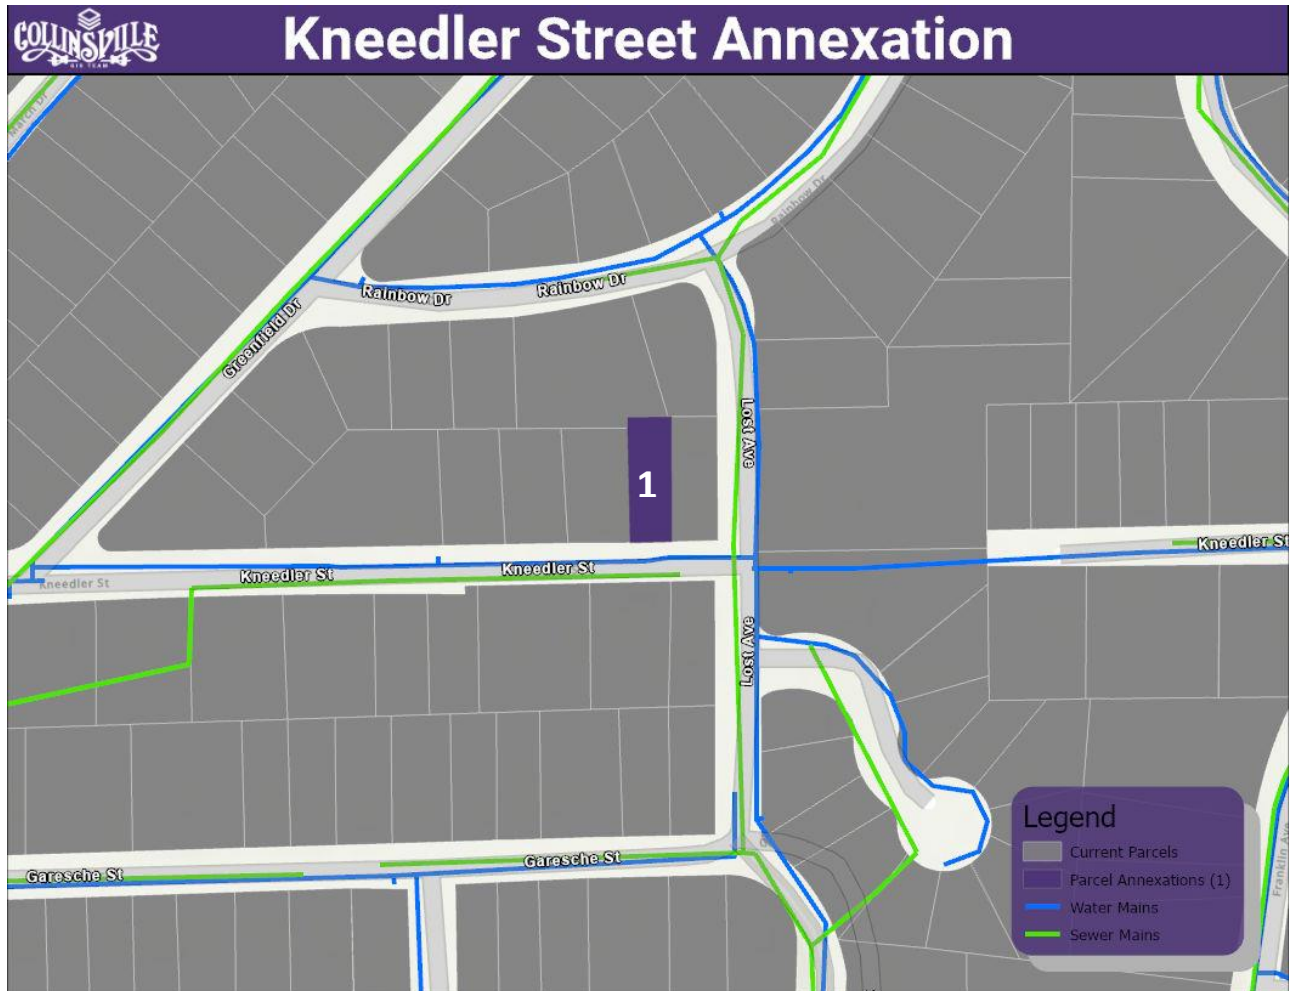 COLLINSVILLE
GIS TEAM
Kneedler Street Annexation
March Dr
Rainbow Dr
Rainbow Dr
Rainbow Dr
Greenfield Dr
Lost Ave
1
Kneedler St
Kneedler St
Kneedler St
Kneedler St
Lost Ave
Garesche St
Garesche St
Franklin Ave
Legend
Current Parcels
Parcel Annexations (1)
Water Mains
Sewer Mains